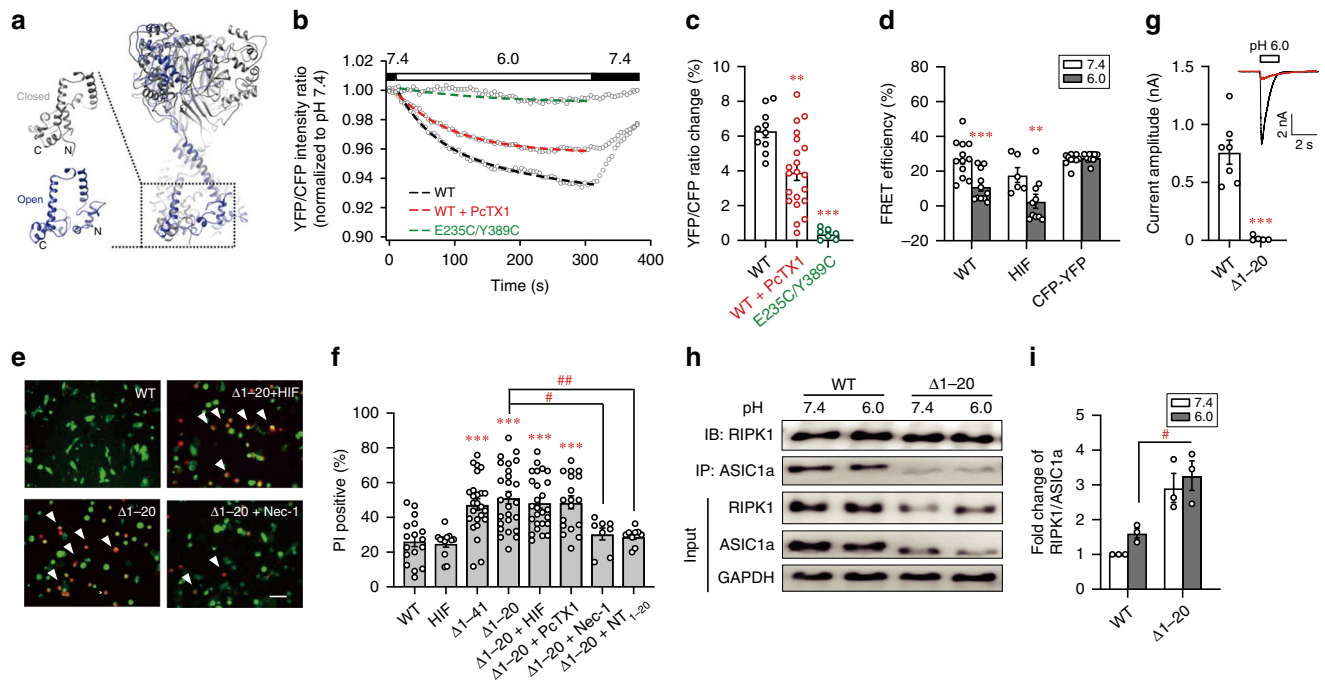 a
Closed
C
N
Open
C
N
b
YFP/CFP intensity ratio
(normalized to pH 7.4)
7.4
6.0
7.4
1.02
1.00
0.98
0.96
0.94
0.92
0.90
WT
WT + PcTX1
E235C/Y389C
0
100
200
300
400
Time (s)
c
YFP/CFP ratio change (%)
12
10
8
6
4
2
0
**
***
WT
WT + PcTX1
E235C/Y389C
d
FRET efficiency (%)
7.4
6.0
80
60
40
20
0
−20
***
**
WT
HIF
CFP-YFP
g
Current amplitude (nA)
1.5
1.0
0.5
0
pH 6.0
2 nA
2 s
***
WT
Δ1–20
e
WT
Δ1–20+HIF
Δ1–20
Δ1–20 + Nec-1
f
PI positive (%)
100
80
60
40
20
0
##
#
***
***
***
***
WT
HIF
Δ1–41
Δ1–20
Δ1–20 + HIF
Δ1–20 + PcTX1
Δ1–20 + Nec-1
Δ1–20 + NT1–20
h
WT
Δ1–20
pH
7.4
6.0
7.4
6.0
IB: RIPK1
IP: ASIC1a
Input
RIPK1
ASIC1a
GAPDH
i
Fold change of
RIPK1/ASIC1a
7.4
6.0
5
4
3
2
1
0
#
WT
Δ1–20